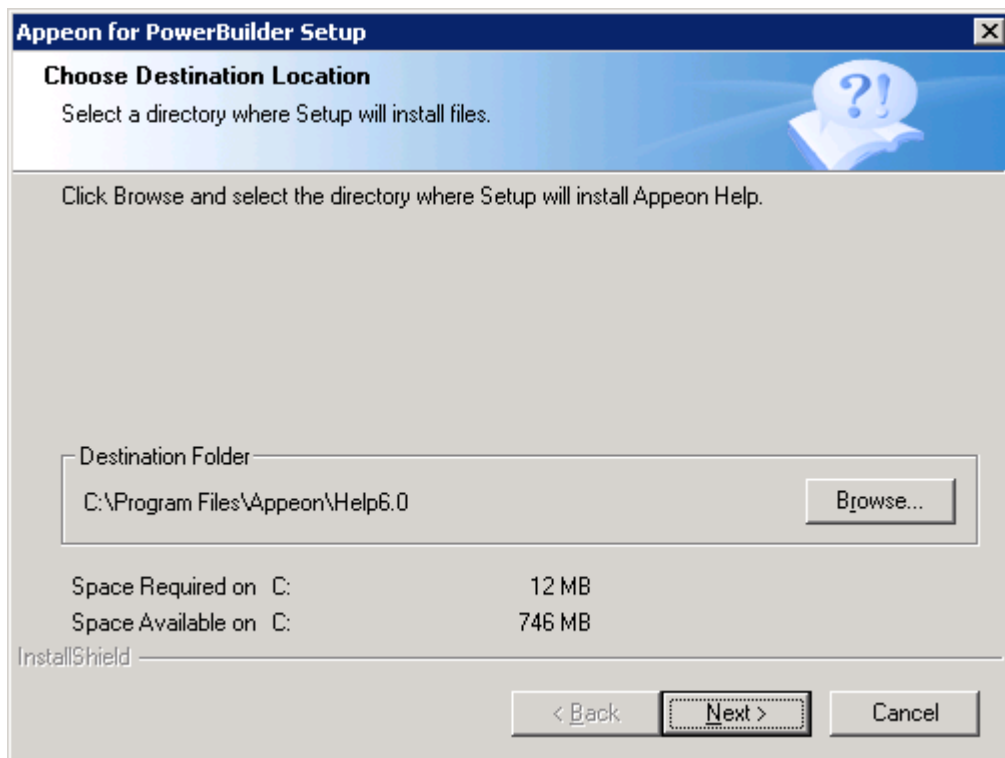 Appeon for PowerBuilder Setup
Choose Destination Location
Select a directory where Setup will install files.
?!
Click Browse and select the directory where Setup will install Appeon Help.
Destination Folder
C:\Program Files\Appeon\Help6.0
Browse...
Space Required on C: 12 MB
Space Available on C: 746 MB
InstallShield
< Back Next > Cancel